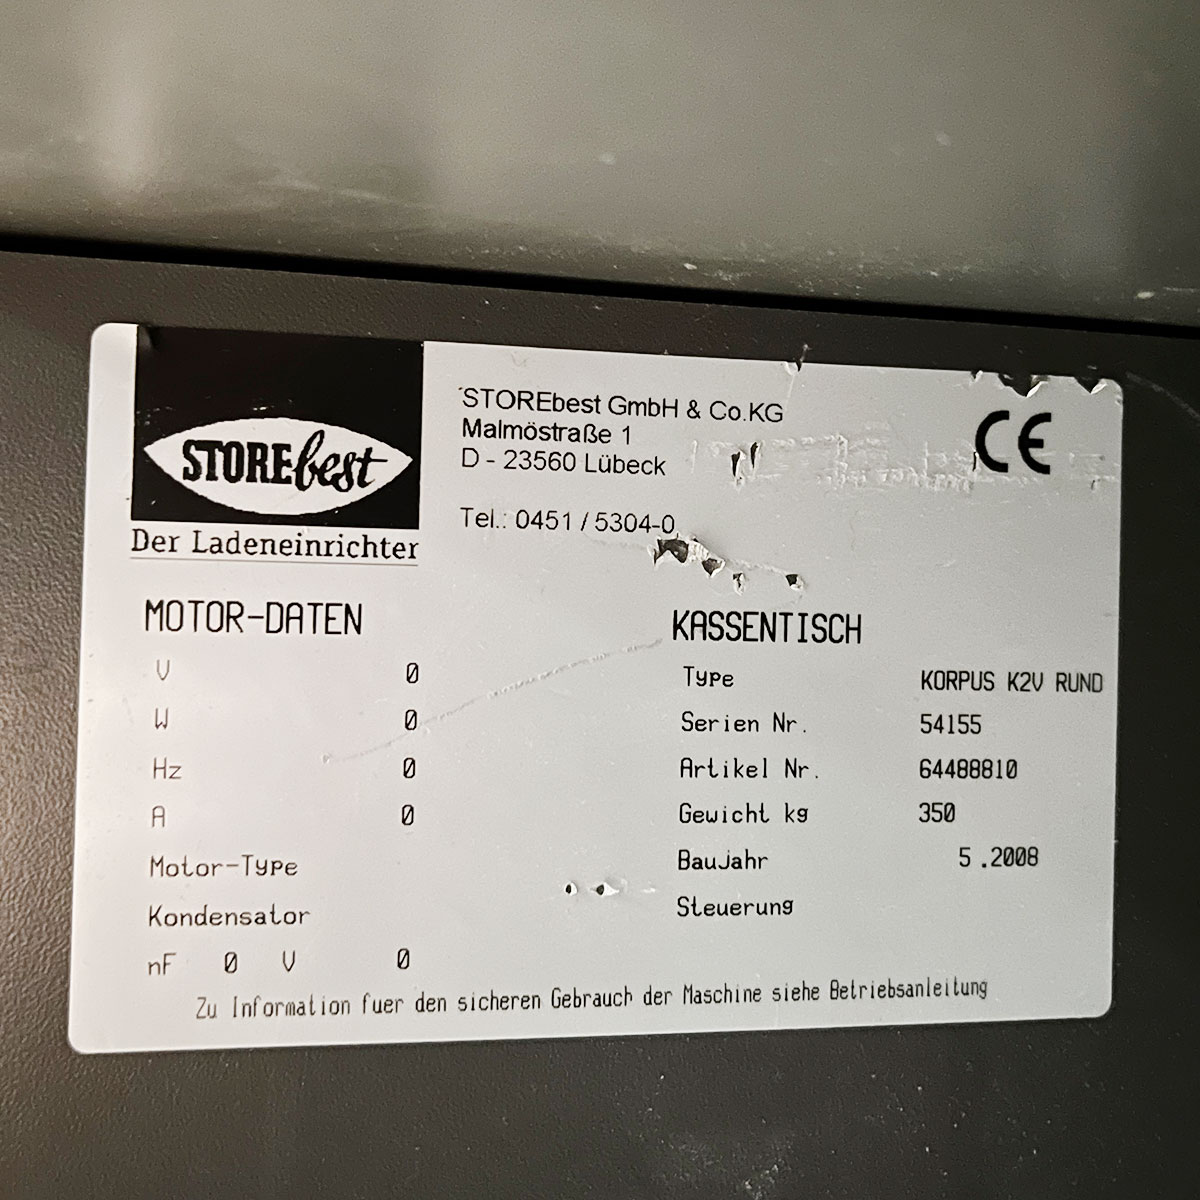 STOREbest
Der Ladeneinrichter
STOREbest GmbH & Co.KG
Malmöstraße 1
D - 23560 Lübeck
Tel.: 0451 / 5304-0
CE
MOTOR-DATEN
V 0
W 0
Hz 0
A 0
Motor-Type
Kondensator
nF 0 V 0
KASSENTISCH
Type KORPUS K2V RUND
Serien Nr. 54155
Artikel Nr. 64488810
Gewicht kg 350
Baujahr 5 .2008
Steuerung
Zu Information fuer den sicheren Gebrauch der Maschine siehe Betriebsanleitung